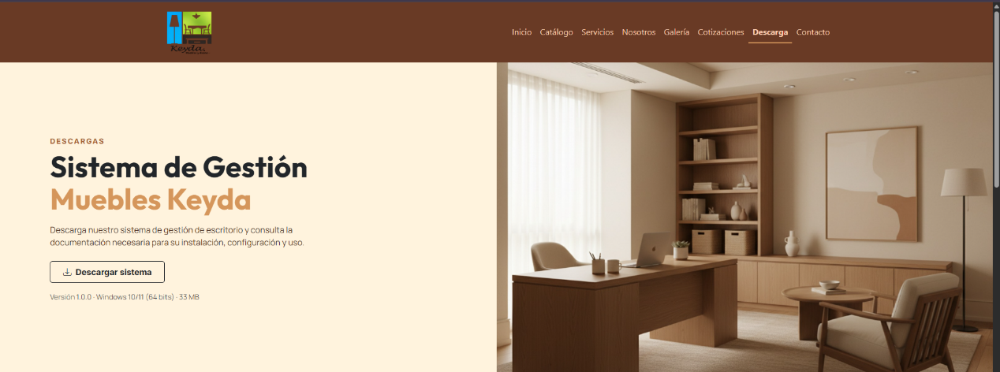 Keyda
Inicio Catálogo Servicios Nosotros Galería Cotizaciones Descarga Contacto
DESCARGAS
Sistema de Gestión
Muebles Keyda
Descarga nuestro sistema de gestión de escritorio y consulta la
documentación necesaria para su instalación, configuración y uso.
Descargar sistema
Versión 1.0.0 · Windows 10/11 (64 bits) · 33 MB